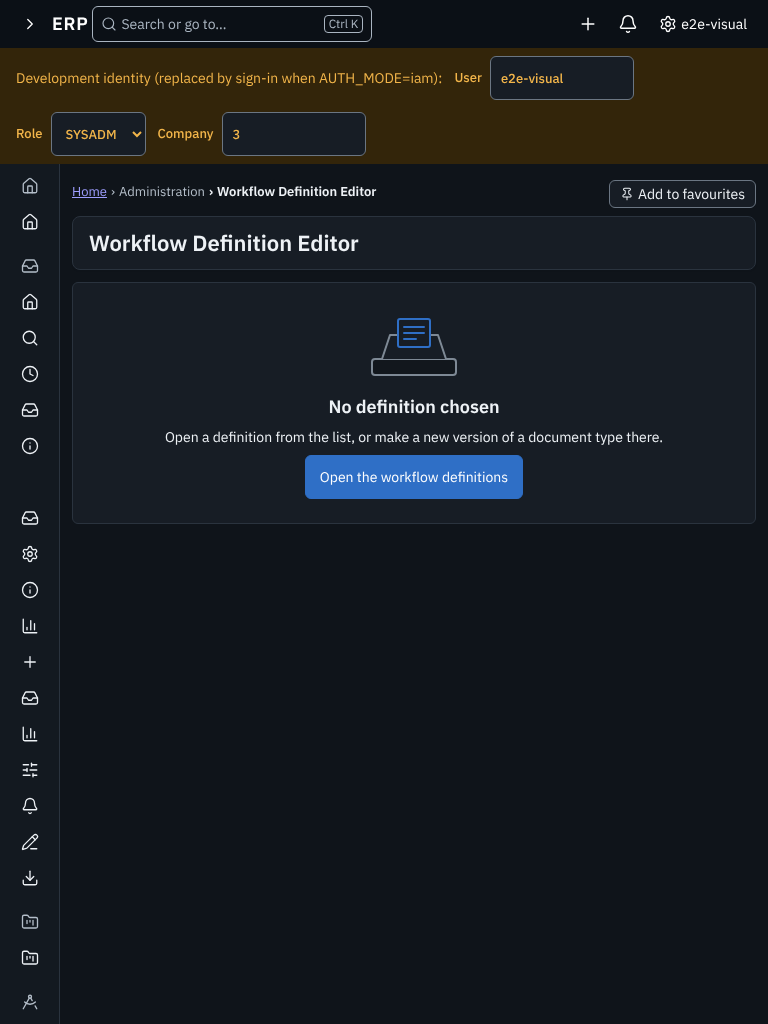 ERP
Search or go to...
Ctrl K
e2e-visual
Development identity (replaced by sign-in when AUTH_MODE=iam):
User
e2e-visual
Role
SYSADM
Company
3
Home › Administration › Workflow Definition Editor
Add to favourites
Workflow Definition Editor
No definition chosen
Open a definition from the list, or make a new version of a document type there.
Open the workflow definitions